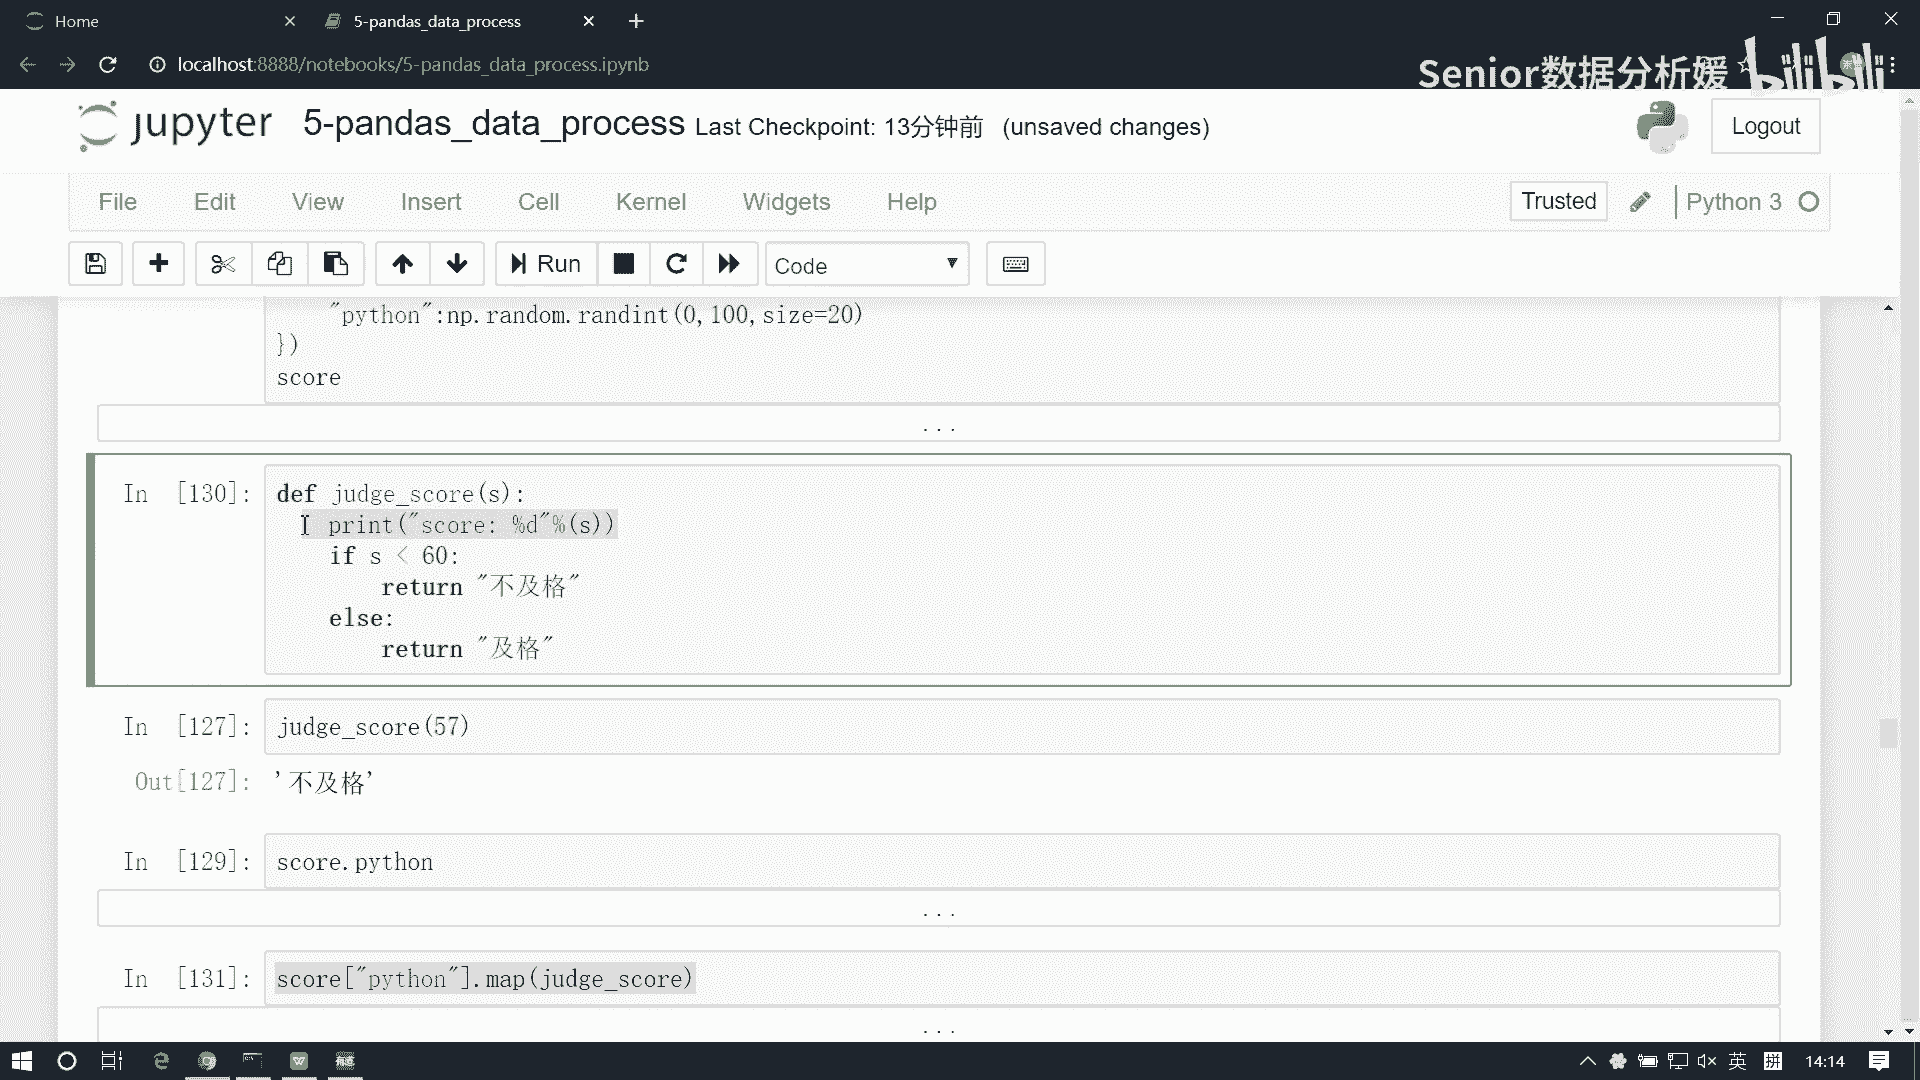 Home
5-pandas_data_process
localhost:8888/notebooks/5-pandas_data_process.ipynb
Senior数据分析媛 bilibili
jupyter 5-pandas_data_process Last Checkpoint: 13分钟前 (unsaved changes)
Logout
File Edit View Insert Cell Kernel Widgets Help
Trusted
Python 3
Run
Code
"python":np.random.randint(0,100,size=20)
})
score
...
In [130]: def judge_score(s):
print("score: %d"%(s))
if s < 60:
return "不及格"
else:
return "及格"
In [127]: judge_score(57)
Out[127]: '不及格'
In [129]: score.python
...
In [131]: score["python"].map(judge_score)
...
英 拼 14:14